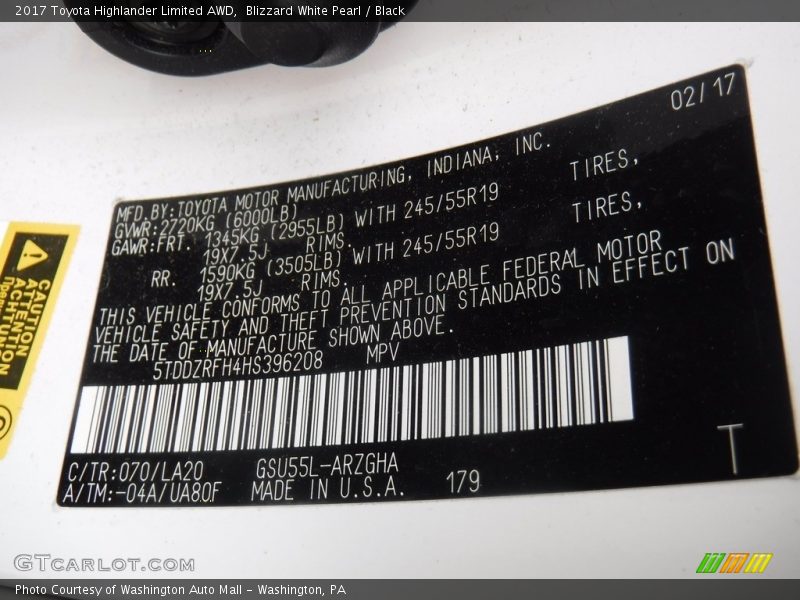 2017 Toyota Highlander Limited AWD,  Blizzard White Pearl / Black
02/17
MFD.BY:TOYOTA MOTOR MANUFACTURING, INDIANA, INC.
GVWR:2720KG (6000LB)
GAWR:FRT. 1345KG (2955LB) WITH 245/55R19 TIRES,
19X7.5J RIMS.
RR. 1590KG (3505LB) WITH 245/55R19 TIRES,
19X7.5J RIMS.
THIS VEHICLE CONFORMS TO ALL APPLICABLE FEDERAL MOTOR
VEHICLE SAFETY AND THEFT PREVENTION STANDARDS IN EFFECT ON
THE DATE OF MANUFACTURE SHOWN ABOVE.
5TDDZRFH4HS396208 MPV
C/TR:070/LA20 GSU55L-ARZGHA
A/TM:-04A/UA80F MADE IN U.S.A. 179
T
CAUTION
ACHTUNG
GTCARLOT.COM
Photo Courtesy of Washington Auto Mall - Washington, PA